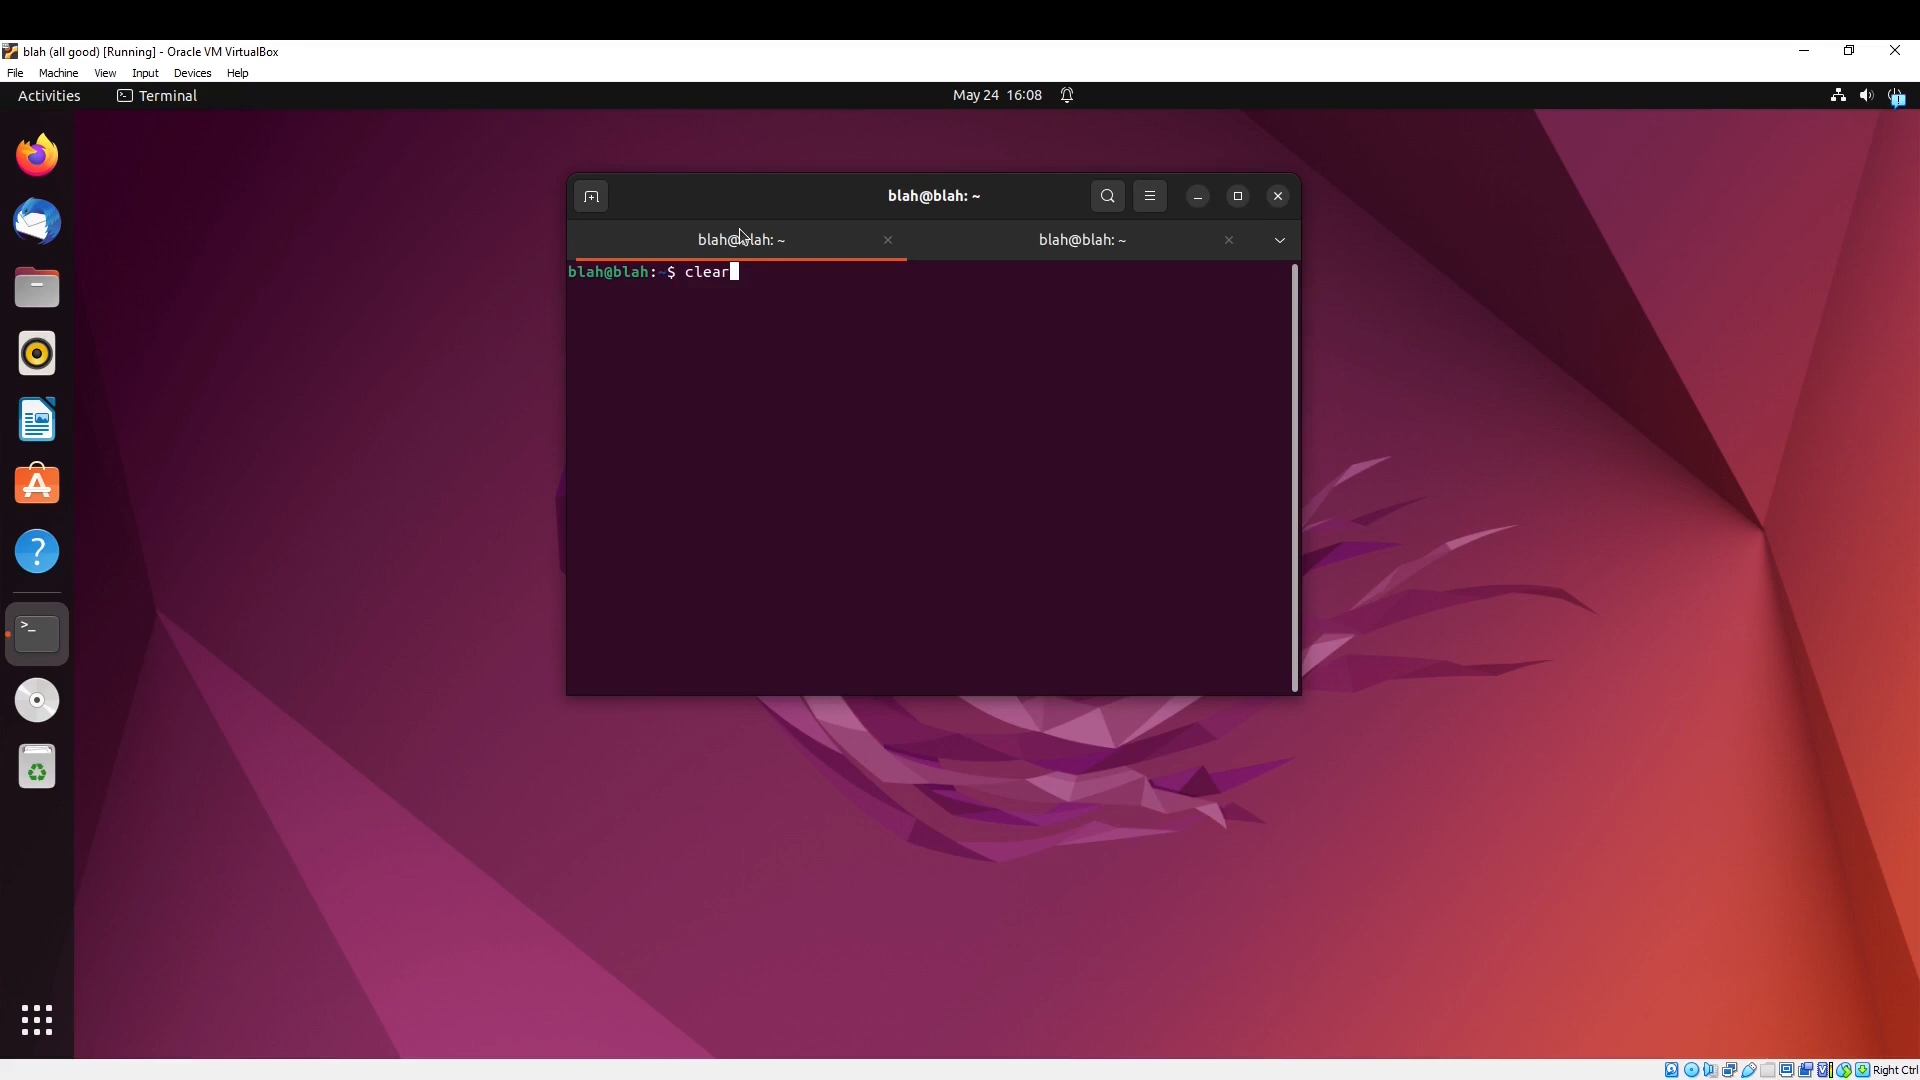 blah (all good) [Running] - Oracle VM VirtualBox
File Machine View Input Devices Help
Activities Terminal May 24 16:08
blah@blah: ~
blah@blah: ~ blah@blah: ~
blah@blah:~$ clear
Right Ctrl